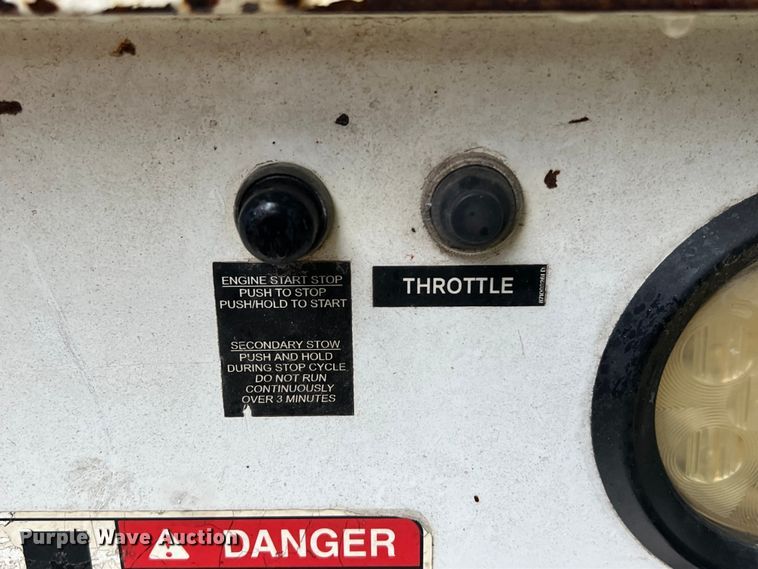 ENGINE START STOP
PUSH TO STOP
PUSH/HOLD TO START
SECONDARY STOW
PUSH AND HOLD
DURING STOP CYCLE
DO NOT RUN
CONTINUOUSLY
OVER 3 MINUTES
THROTTLE
DANGER
Purple Wave Auction